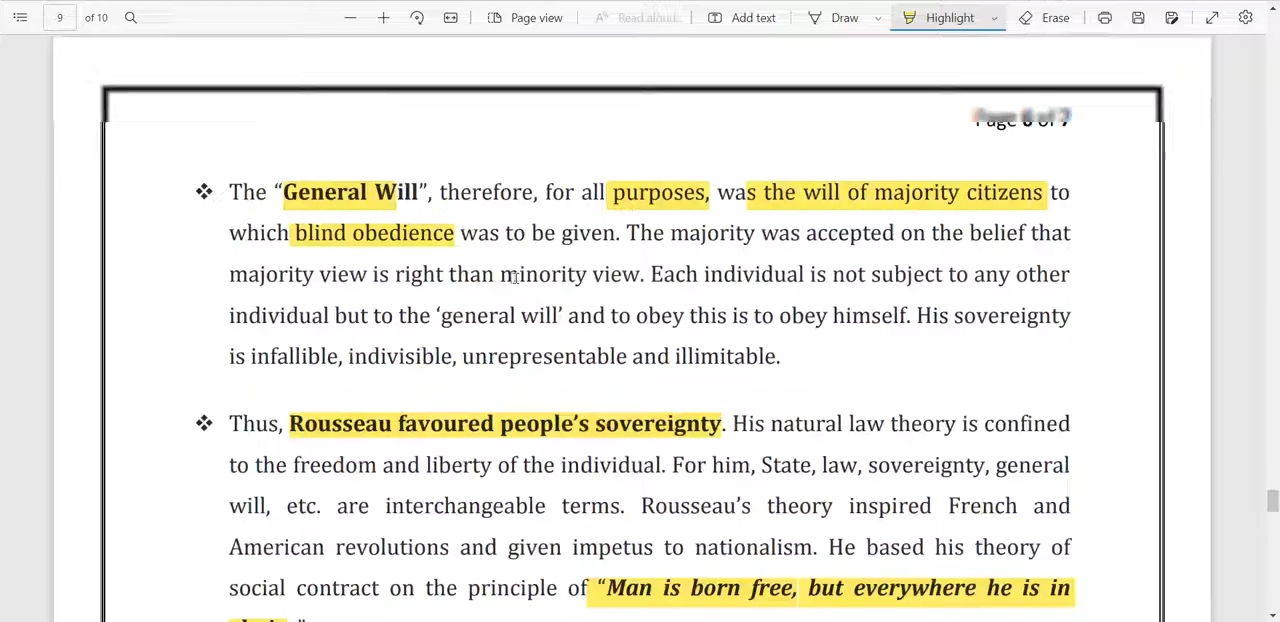 9 of 10 Page view Read aloud Add text Draw Highlight Erase
Page 6 of 7
❖ The “General Will”, therefore, for all purposes, was the will of majority citizens to
which blind obedience was to be given. The majority was accepted on the belief that
majority view is right than minority view. Each individual is not subject to any other
individual but to the ‘general will’ and to obey this is to obey himself. His sovereignty
is infallible, indivisible, unrepresentable and illimitable.
❖ Thus, Rousseau favoured people’s sovereignty. His natural law theory is confined
to the freedom and liberty of the individual. For him, State, law, sovereignty, general
will, etc. are interchangeable terms. Rousseau’s theory inspired French and
American revolutions and given impetus to nationalism. He based his theory of
social contract on the principle of “Man is born free, but everywhere he is in